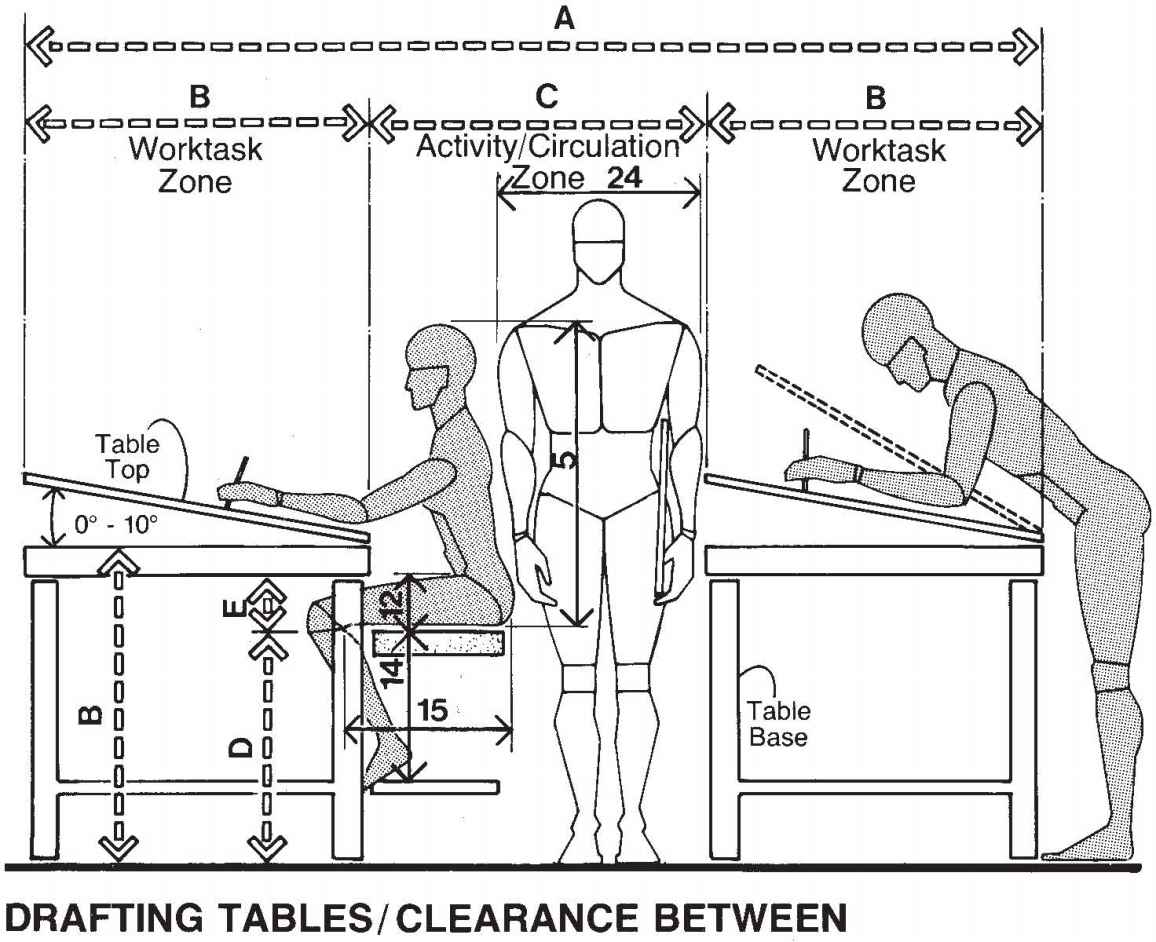 A
B
C
B
Worktask
Zone
Activity/Circulation
Zone 24
Worktask
Zone
Table
Top
0° - 10°
5
E
12
14
B
D
15
Table
Base
DRAFTING TABLES/CLEARANCE BETWEEN